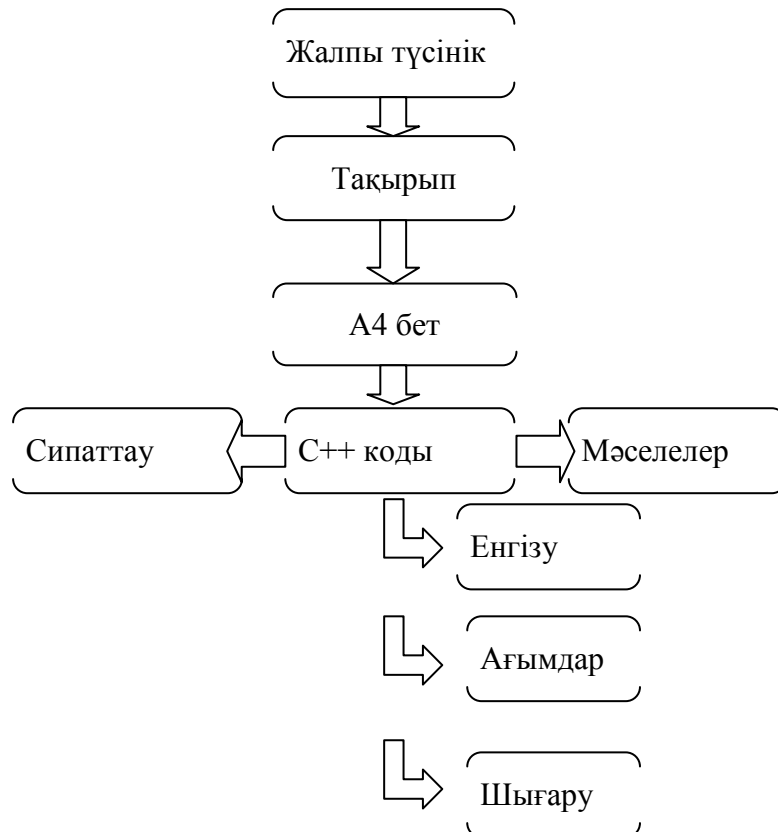 Жалпы түсінік
Тақырып
А4 бет
Сипаттау
С++ коды
Мәселелер
Енгізу
Ағымдар
Шығару